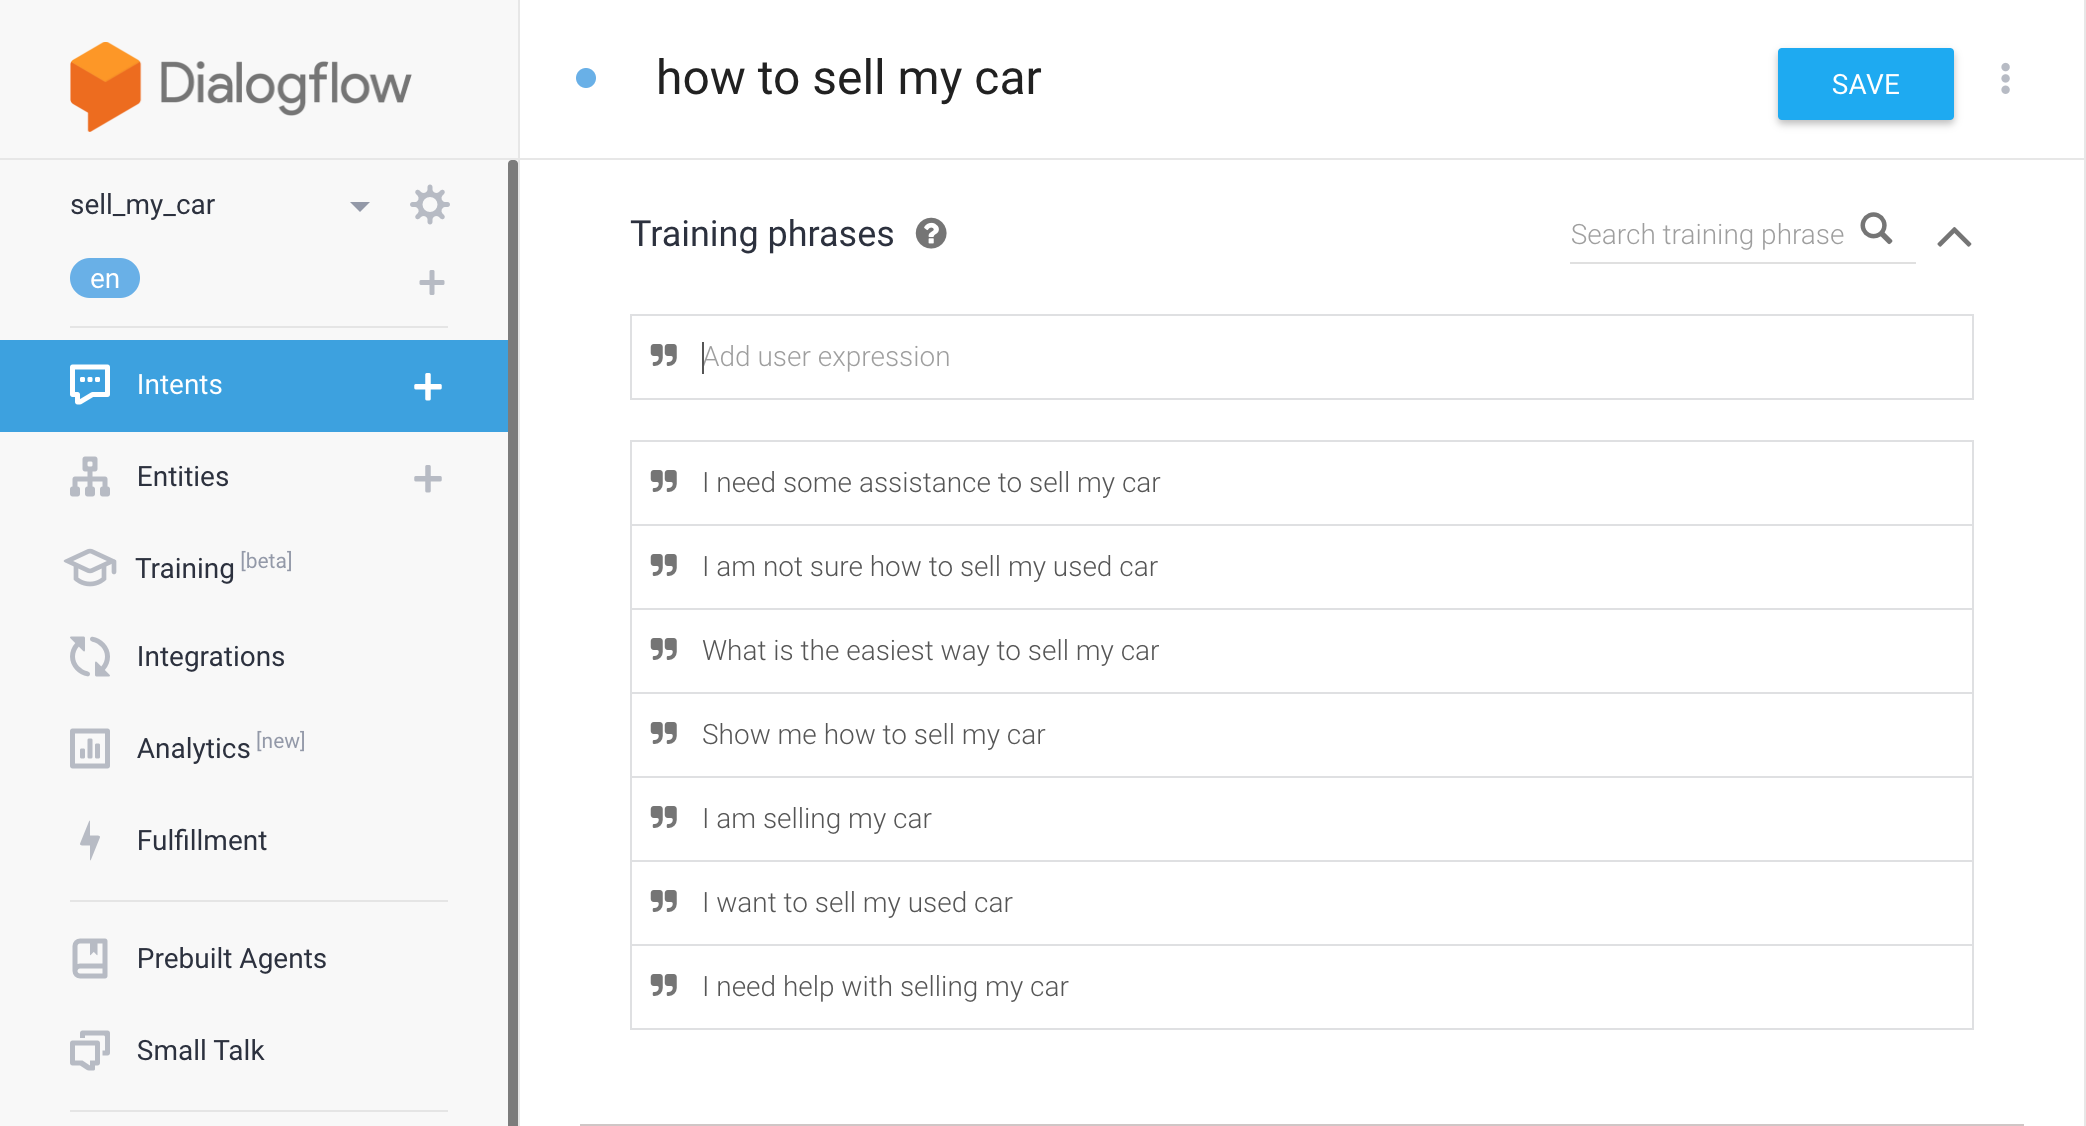 Dialogflow
how to sell my car
SAVE
sell_my_car
en
Intents
Entities
Training [beta]
Integrations
Analytics [new]
Fulfillment
Prebuilt Agents
Small Talk
Training phrases
Search training phrase
Add user expression
I need some assistance to sell my car
I am not sure how to sell my used car
What is the easiest way to sell my car
Show me how to sell my car
I am selling my car
I want to sell my used car
I need help with selling my car